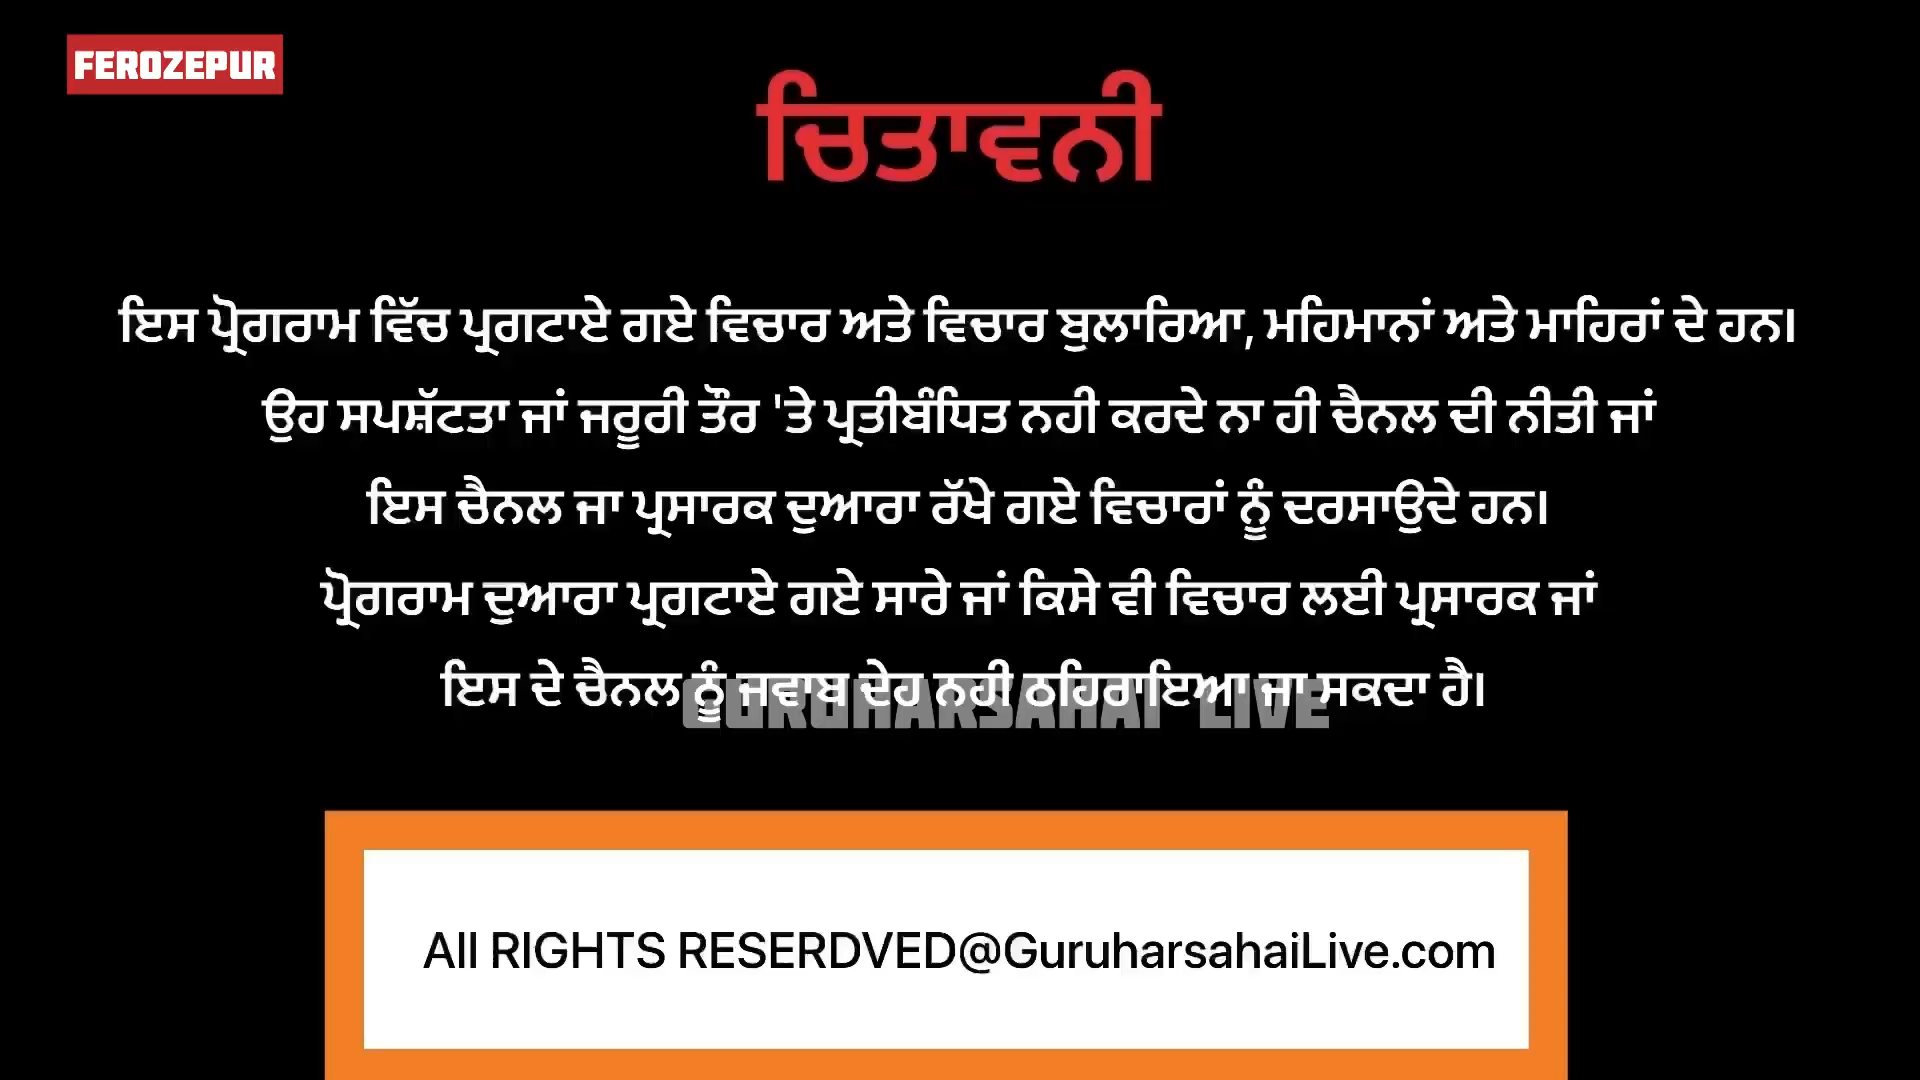 FEROZEPUR
ਚਿਤਾਵਨੀ
ਇਸ ਪ੍ਰੋਗਰਾਮ ਵਿੱਚ ਪ੍ਰਗਟਾਏ ਗਏ ਵਿਚਾਰ ਅਤੇ ਵਿਚਾਰ ਬੁਲਾਰਿਆ, ਮਹਿਮਾਨਾਂ ਅਤੇ ਮਾਹਿਰਾਂ ਦੇ ਹਨ।
ਉਹ ਸਪਸ਼ੱਟਤਾ ਜਾਂ ਜਰੂਰੀ ਤੌਰ 'ਤੇ ਪ੍ਰਤੀਬੰਧਿਤ ਨਹੀ ਕਰਦੇ ਨਾ ਹੀ ਚੈਨਲ ਦੀ ਨੀਤੀ ਜਾਂ
ਇਸ ਚੈਨਲ ਜਾ ਪ੍ਰਸਾਰਕ ਦੁਆਰਾ ਰੱਖੇ ਗਏ ਵਿਚਾਰਾਂ ਨੂੰ ਦਰਸਾਉਦੇ ਹਨ।
ਪ੍ਰੋਗਰਾਮ ਦੁਆਰਾ ਪ੍ਰਗਟਾਏ ਗਏ ਸਾਰੇ ਜਾਂ ਕਿਸੇ ਵੀ ਵਿਚਾਰ ਲਈ ਪ੍ਰਸਾਰਕ ਜਾਂ
ਇਸ ਦੇ ਚੈਨਲ ਨੂੰ ਜਵਾਬ ਦੇਹ ਨਹੀ ਠਹਿਰਾਇਆ ਜਾ ਸਕਦਾ ਹੈ।
GURUHARSAHAI LIVE
All RIGHTS RESERDVED@GuruharsahaiLive.com